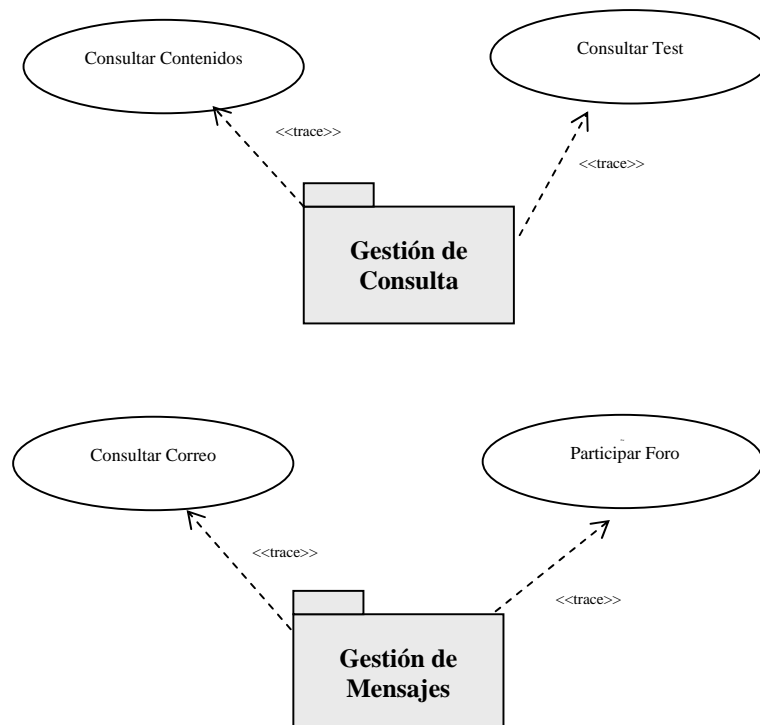 Consultar Contenidos
Consultar Test
<<trace>>
<<trace>>
Gestión de
Consulta
Consultar Correo
Participar Foro
<<trace>>
<<trace>>
Gestión de
Mensajes